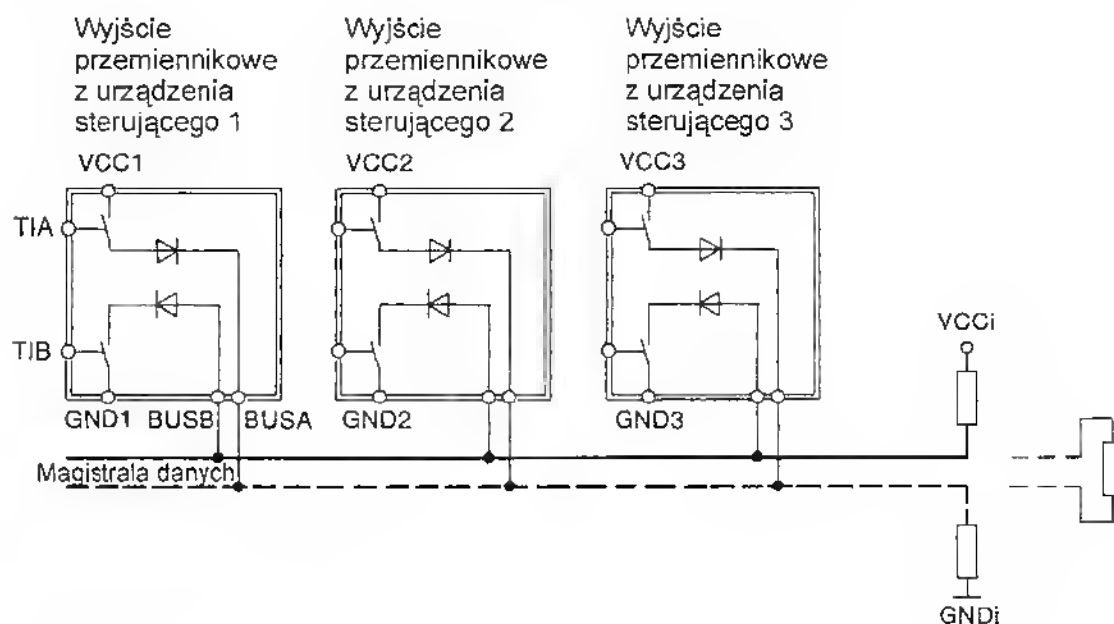 Wyjście
przemiennikowe
z urządzenia
sterującego 1
Wyjście
przemiennikowe
z urządzenia
sterującego 2
Wyjście
przemiennikowe
z urządzenia
sterującego 3
VCC1
VCC2
VCC3
TIA
TIB
VCCi
GND1 BUSB BUSA
GND2
GND3
Magistrala danych
GNDi